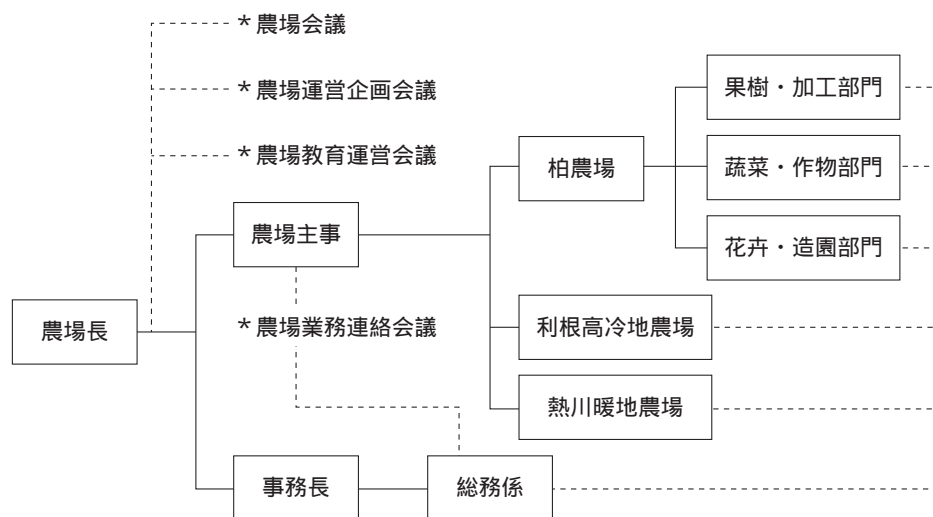 *農場会議
*農場運営企画会議
*農場教育運営会議
果樹・加工部門
柏農場
蔬菜・作物部門
農場主事
花卉・造園部門
農場長
*農場業務連絡会議
利根高冷地農場
熱川暖地農場
事務長
総務係